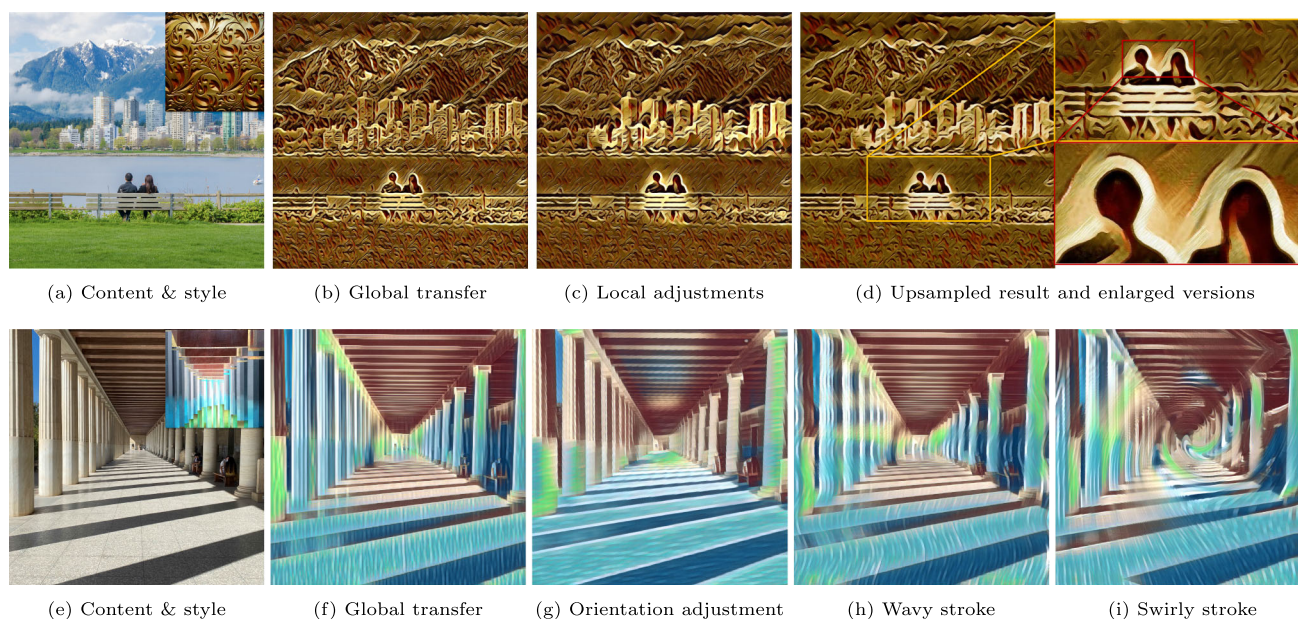 (a) Content & style
(b) Global transfer
(c) Local adjustments
(d) Upsampled result and enlarged versions
(e) Content & style
(f) Global transfer
(g) Orientation adjustment
(h) Wavy stroke
(i) Swirly stroke